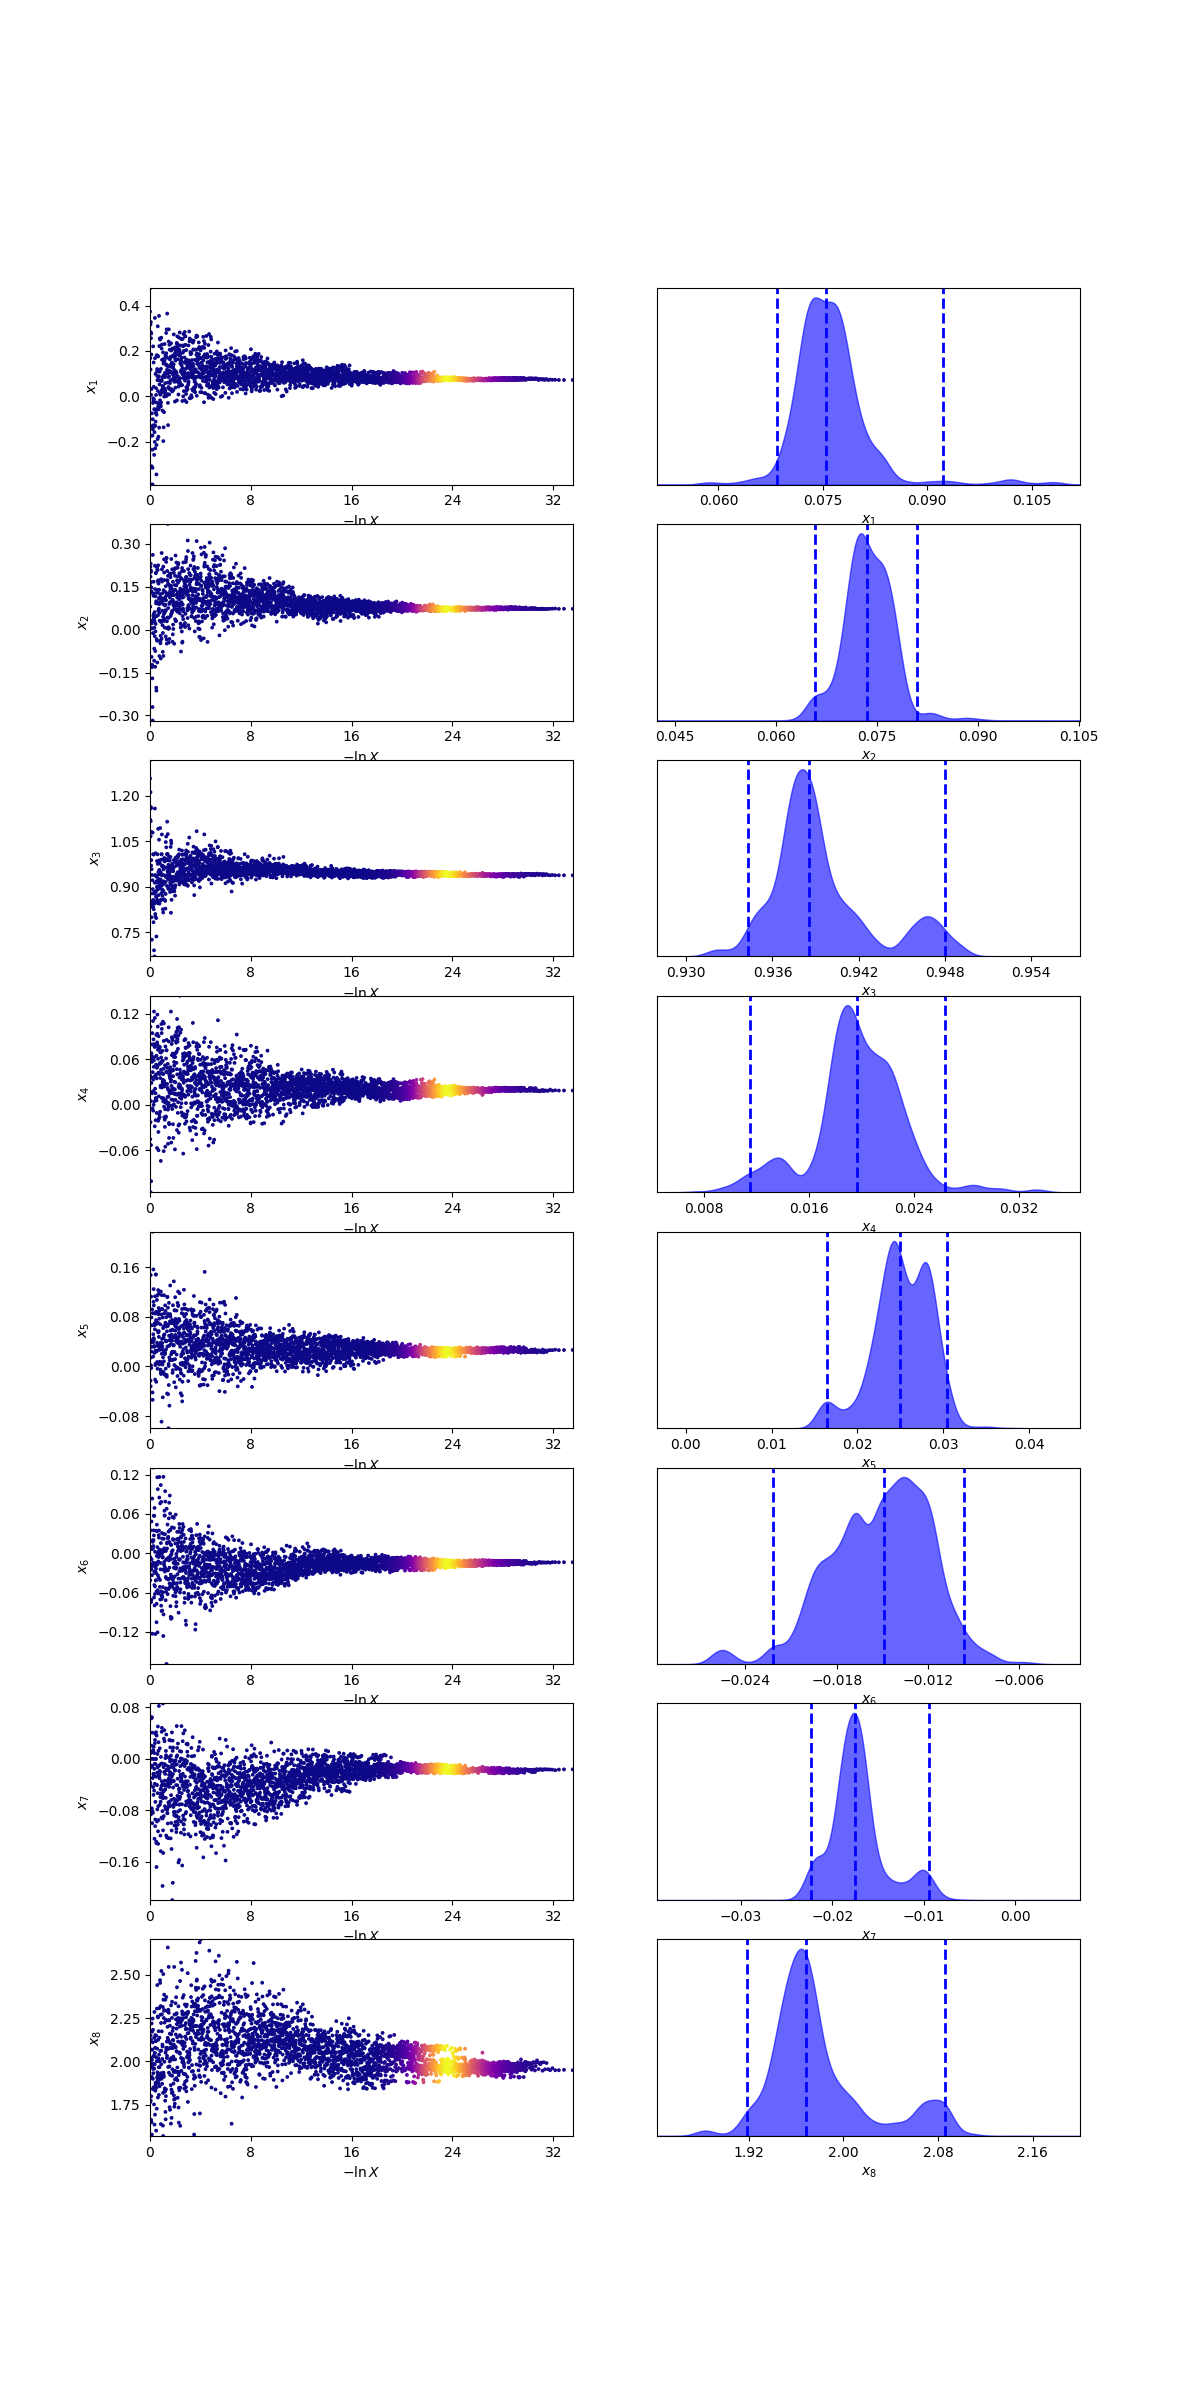 0.4
0.2
0.0
−0.2
x₁
0 8 16 24 32
−ln X
0.060 0.075 0.090 0.105
x₁
0.30
0.15
0.00
−0.15
−0.30
x₂
0 8 16 24 32
−ln X
0.045 0.060 0.075 0.090 0.105
x₂
1.20
1.05
0.90
0.75
x₃
0 8 16 24 32
−ln X
0.930 0.936 0.942 0.948 0.954
x₃
0.12
0.06
0.00
−0.06
x₄
0 8 16 24 32
−ln X
0.008 0.016 0.024 0.032
x₄
0.16
0.08
0.00
−0.08
x₅
0 8 16 24 32
−ln X
0.00 0.01 0.02 0.03 0.04
x₅
0.12
0.06
0.00
−0.06
−0.12
x₆
0 8 16 24 32
−ln X
−0.024 −0.018 −0.012 −0.006
x₆
0.08
0.00
−0.08
−0.16
x₇
0 8 16 24 32
−ln X
−0.03 −0.02 −0.01 0.00
x₇
2.50
2.25
2.00
1.75
x₈
0 8 16 24 32
−ln X
1.92 2.00 2.08 2.16
x₈